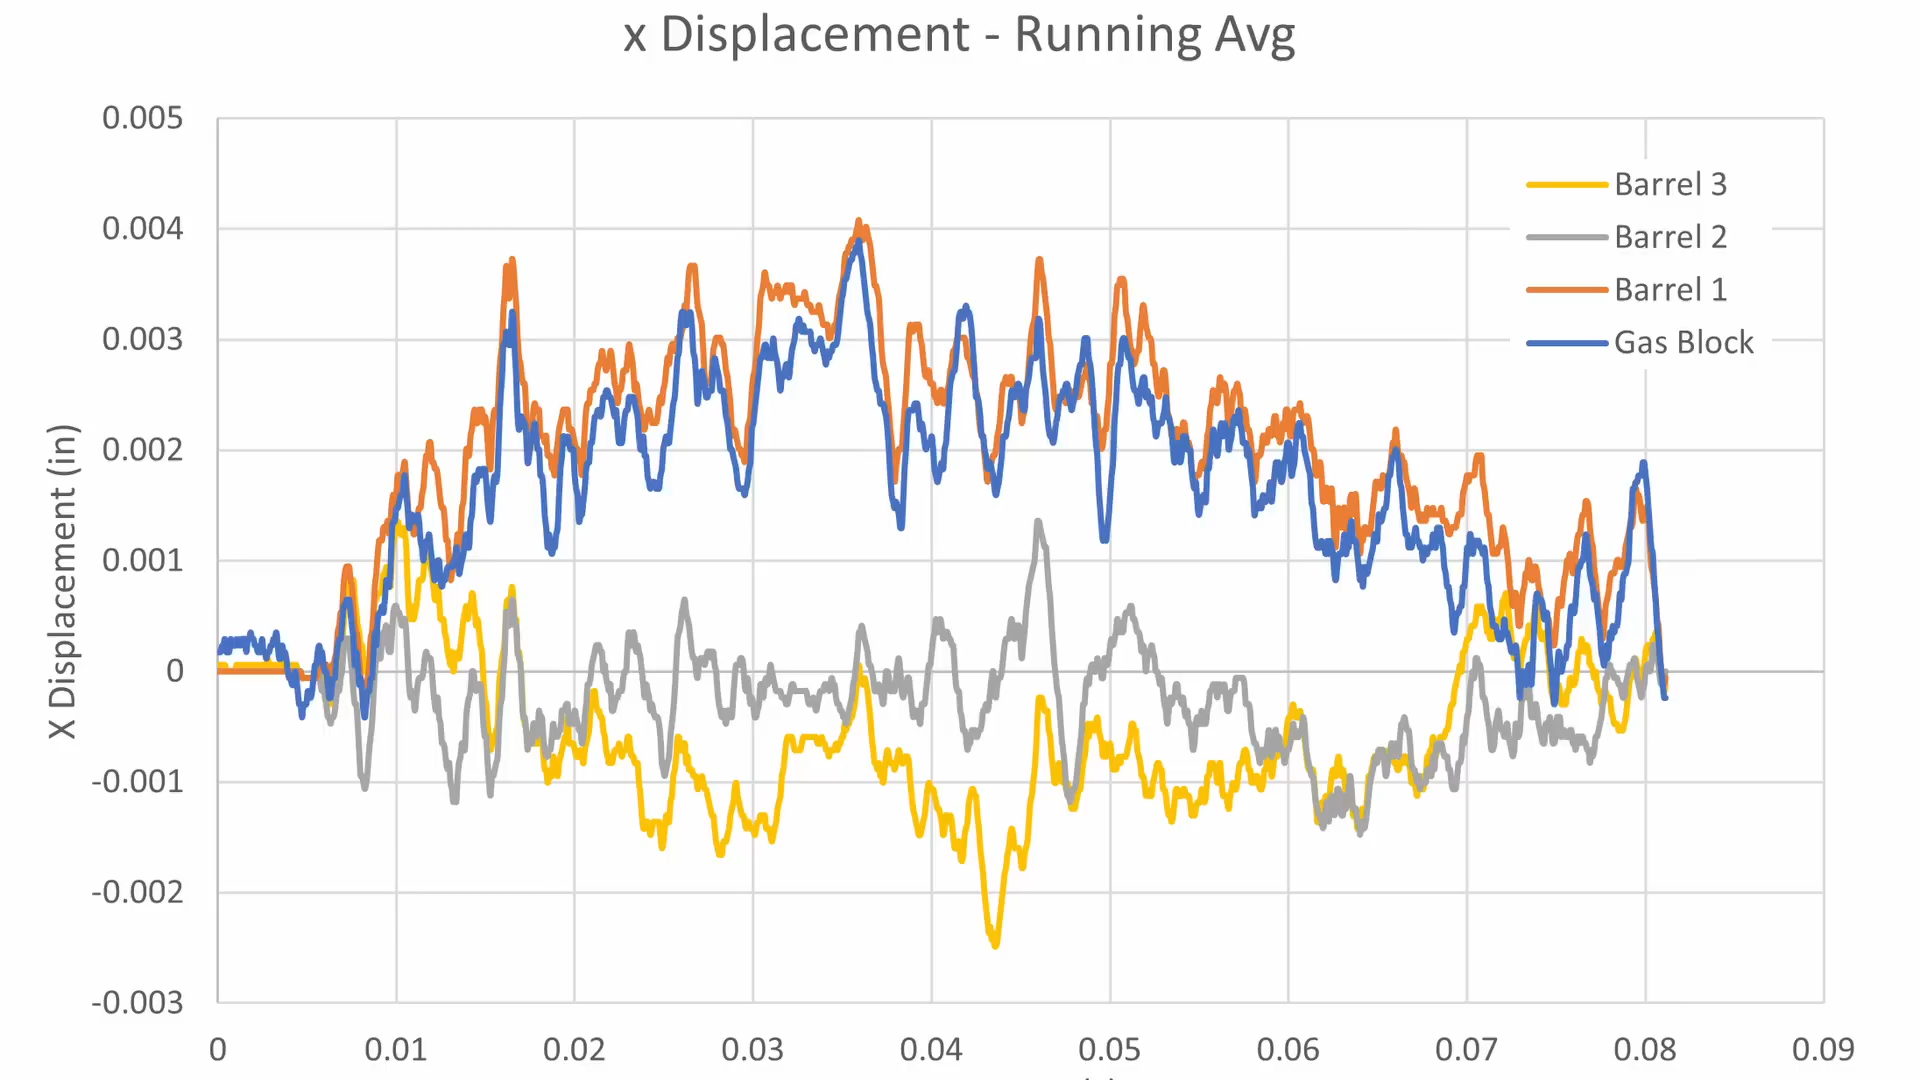 x Displacement - Running Avg
0.005
0.004
0.003
0.002
0.001
0
-0.001
-0.002
-0.003
X Displacement (in)
Barrel 3
Barrel 2
Barrel 1
Gas Block
0 0.01 0.02 0.03 0.04 0.05 0.06 0.07 0.08 0.09